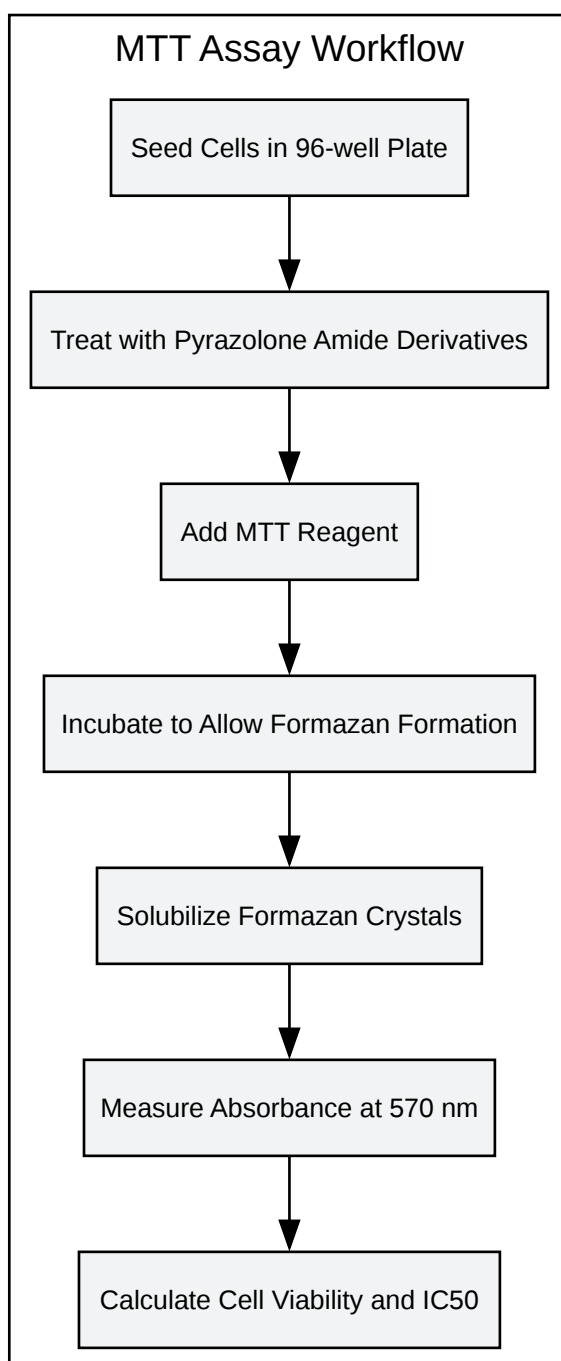 MTT Assay Workflow
Seed Cells in 96-well Plate
Treat with Pyrazolone Amide Derivatives
Add MTT Reagent
Incubate to Allow Formazan Formation
Solubilize Formazan Crystals
Measure Absorbance at 570 nm
Calculate Cell Viability and IC50